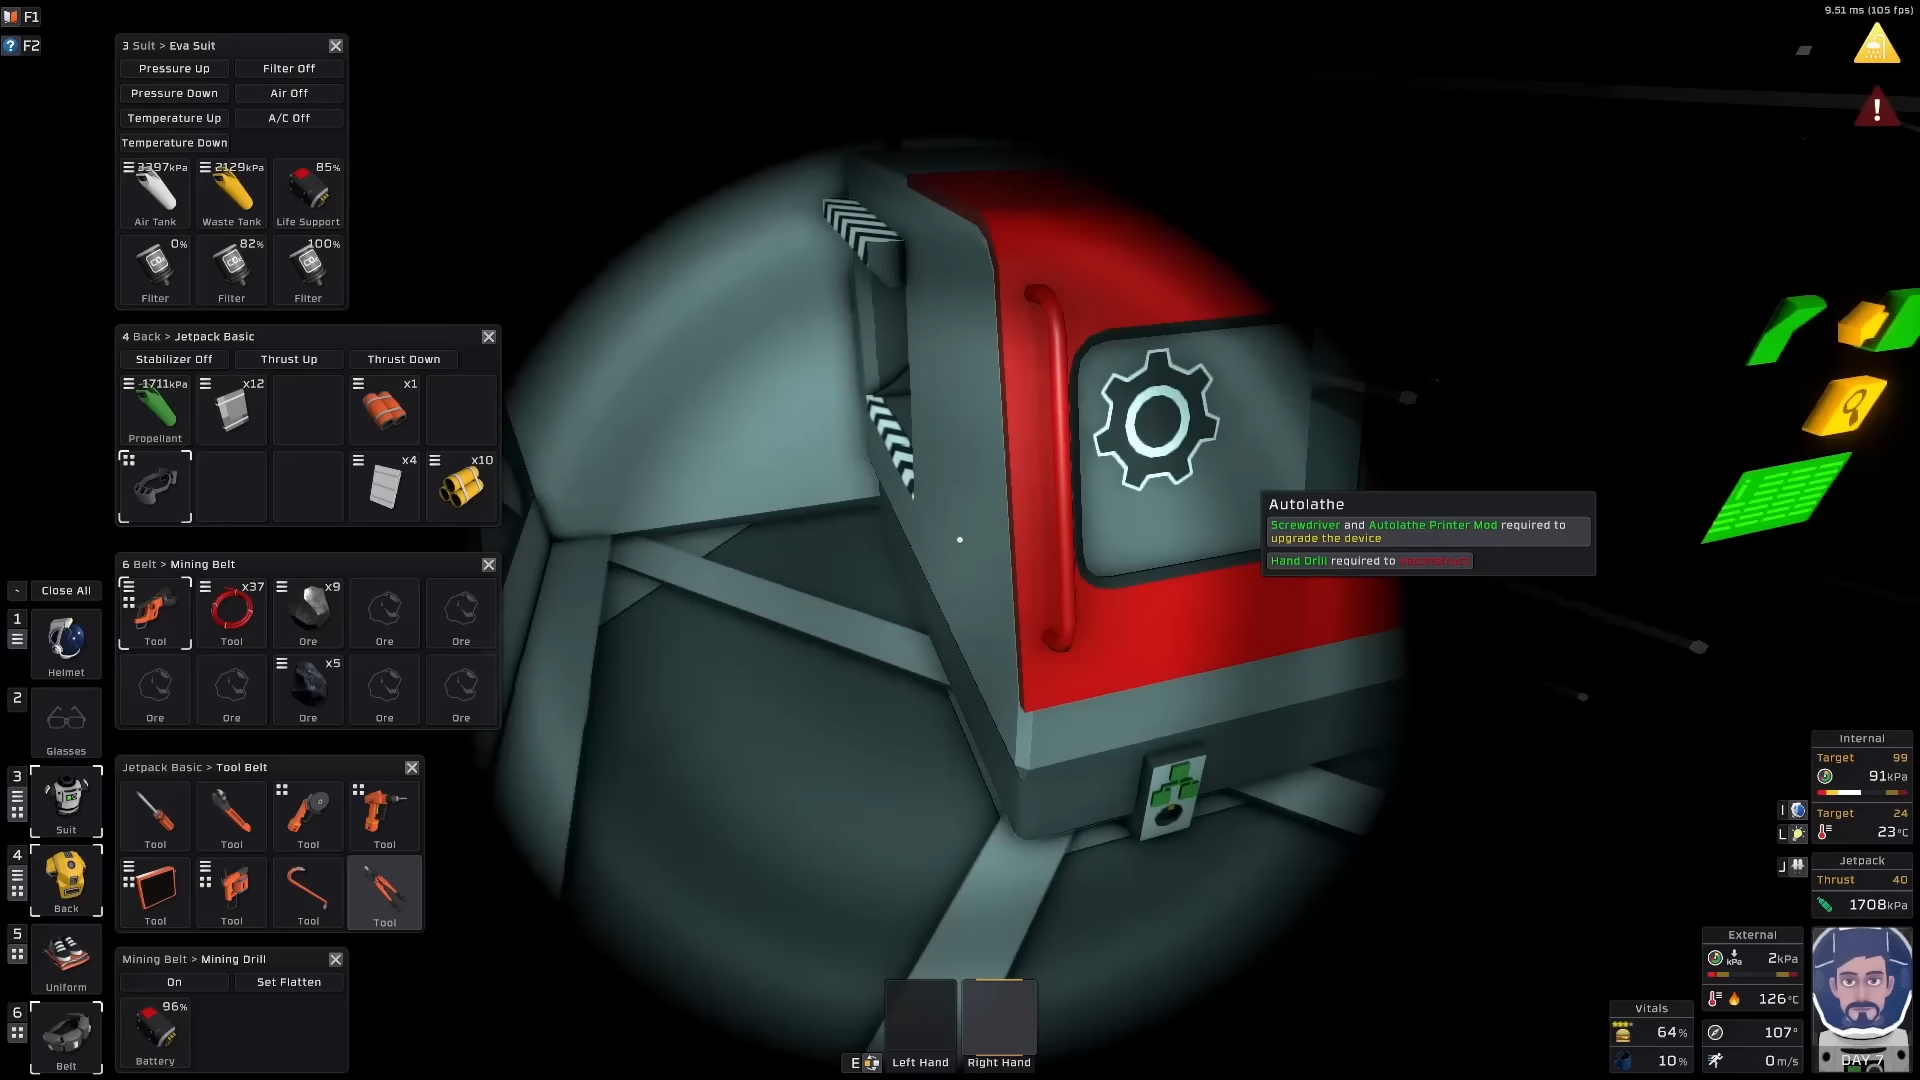 F1
F2
9.51 ms (105 fps)
3 Suit > Eva Suit
Pressure Up
Filter Off
Pressure Down
Air Off
Temperature Up
A/C Off
Temperature Down
3397kPa
2129kPa
85%
Air Tank
Waste Tank
Life Support
0%
82%
100%
Filter
Filter
Filter
4 Back > Jetpack Basic
Stabilizer Off
Thrust Up
Thrust Down
1711kPa
x12
x1
Propellant
x4
x10
6 Belt > Mining Belt
x37
x9
Tool
Tool
Ore
Ore
Ore
x5
Ore
Ore
Ore
Ore
Ore
Jetpack Basic > Tool Belt
Tool
Tool
Tool
Tool
Tool
Tool
Tool
Tool
Mining Belt > Mining Drill
On
Set Flatten
96%
Battery
~
Close All
1
Helmet
2
Glasses
3
Suit
4
Back
5
Uniform
6
Belt
Autolathe
Screwdriver and Autolathe Printer Mod required to
upgrade the device
Hand Drill required to
E
Left Hand
Right Hand
Internal
Target 99
91kPa
I
Target 24
L
23°C
Jetpack
J
Thrust 40
1708kPa
External
kPa
2kPa
126°C
107°
0m/s
Vitals
64%
10%
DAY 7